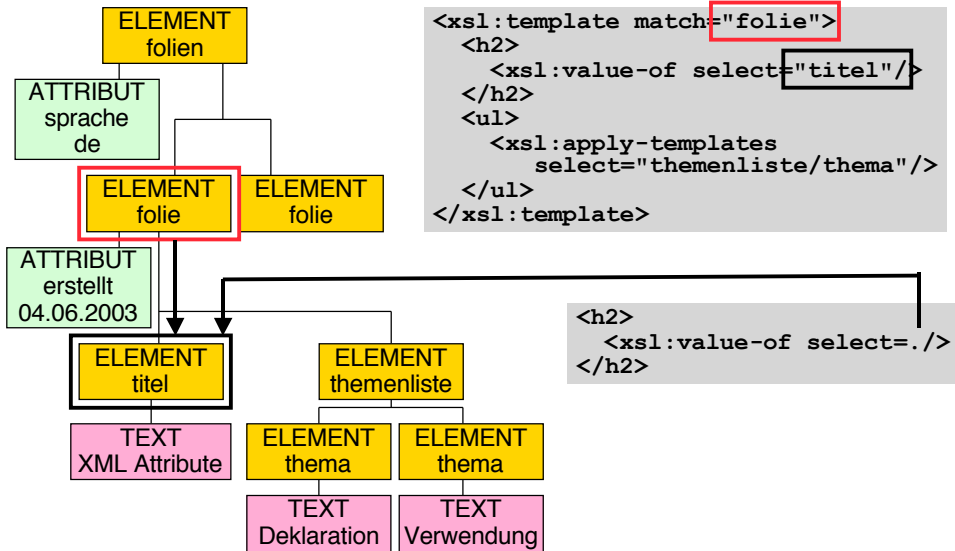 ELEMENT
folien
ATTRIBUT
sprache
de
ELEMENT
folie
ELEMENT
folie
ATTRIBUT
erstellt
04.06.2003
ELEMENT
titel
ELEMENT
themenliste
TEXT
XML Attribute
ELEMENT
thema
ELEMENT
thema
TEXT
Deklaration
TEXT
Verwendung
<xsl:template match="folie">
<h2>
<xsl:value-of select="titel"/>
</h2>
<ul>
<xsl:apply-templates
select="themenliste/thema"/>
</ul>
</xsl:template>
<h2>
<xsl:value-of select=./>
</h2>